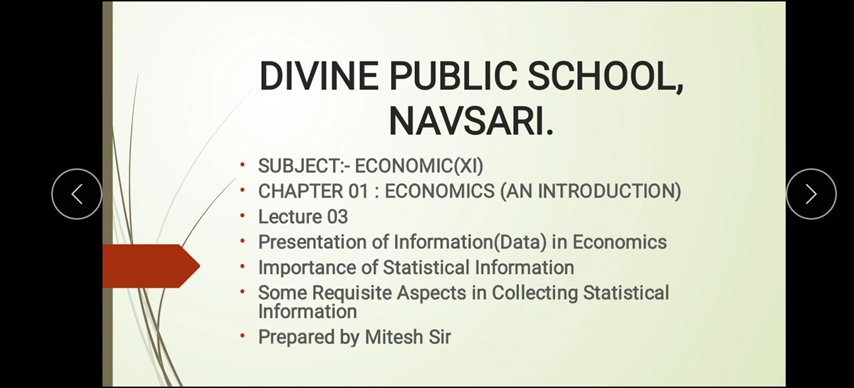 DIVINE PUBLIC SCHOOL,
NAVSARI.
• SUBJECT:- ECONOMIC(XI)
• CHAPTER 01 : ECONOMICS (AN INTRODUCTION)
• Lecture 03
• Presentation of Information(Data) in Economics
• Importance of Statistical Information
• Some Requisite Aspects in Collecting Statistical
Information
• Prepared by Mitesh Sir